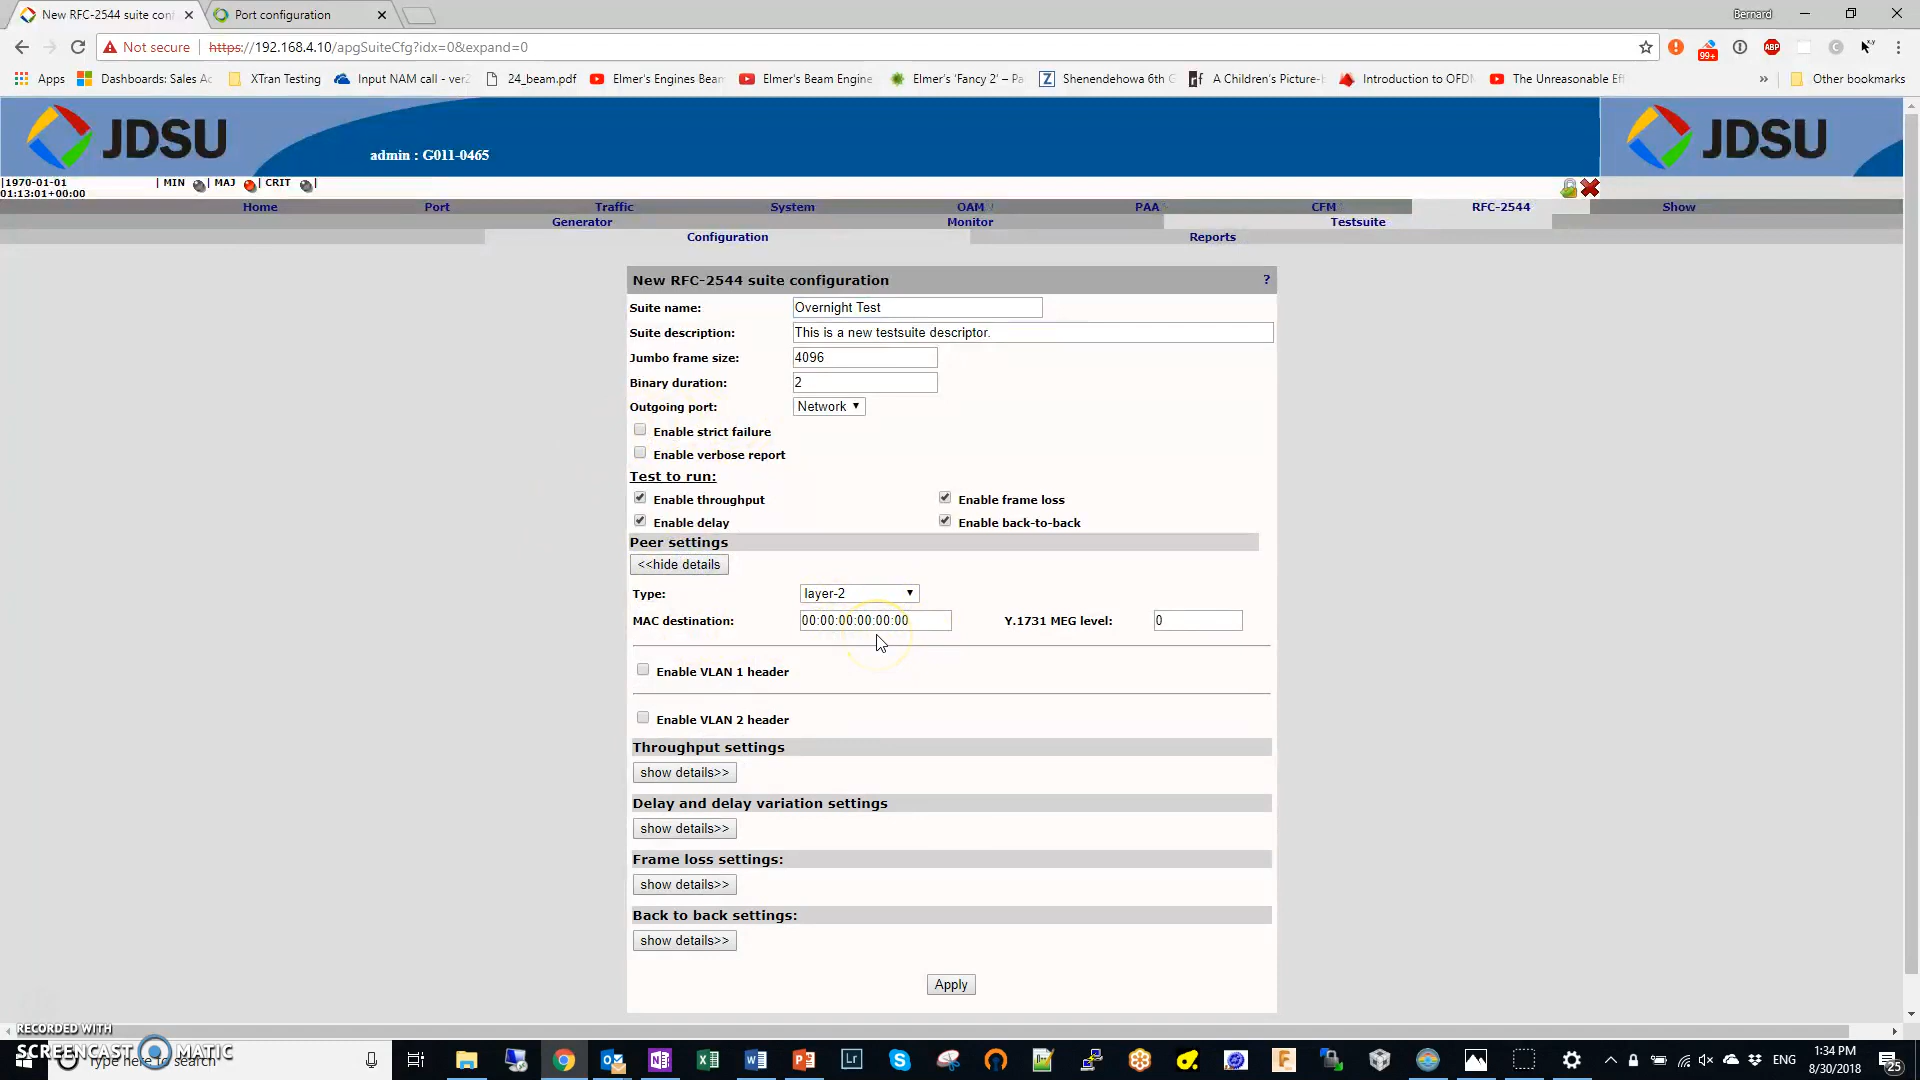 New RFC-2544 suite con
Port configuration
Bernard
Not secure
https://192.168.4.10/apgSuiteCfg?idx=0&expand=0
99+
ABP
Apps
Dashboards: Sales Ac
XTran Testing
Input NAM call - ver2
24_beam.pdf
Elmer's Engines Bean
Elmer's Beam Engine
Elmer's 'Fancy 2' – Pa
Shenendehowa 6th G
A Children's Picture-b
Introduction to OFDM
The Unreasonable Eff
Other bookmarks
JDSU
admin : G011-0465
JDSU
|1970-01-01
01:13:01+00:00
| MIN
| MAJ
| CRIT
|
Home
Port
Traffic
System
OAM
PAA
CFM
RFC-2544
Show
Generator
Monitor
Testsuite
Configuration
Reports
New RFC-2544 suite configuration
?
Suite name:
Overnight Test
Suite description:
This is a new testsuite descriptor.
Jumbo frame size:
4096
Binary duration:
2
Outgoing port:
Network
Enable strict failure
Enable verbose report
Test to run:
Enable throughput
Enable frame loss
Enable delay
Enable back-to-back
Peer settings
<<hide details
Type:
layer-2
MAC destination:
00:00:00:00:00:00
Y.1731 MEG level:
0
Enable VLAN 1 header
Enable VLAN 2 header
Throughput settings
show details>>
Delay and delay variation settings
show details>>
Frame loss settings:
show details>>
Back to back settings:
show details>>
Apply
RECORDED WITH
SCREENCAST MATIC
Type here to search
Lr
ENG
1:34 PM
8/30/2018
25